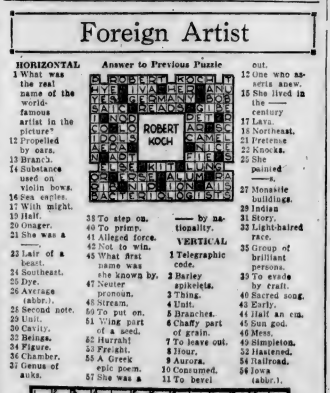 Foreign Artist
HORIZONTAL
1 What was
the real
name of the
world-
famous
artist in the
picture?
12 Propelled
by oars.
13 Branch.
14 Substance
used on
violin bows.
16 Sea eagles.
17 With might.
19 Half.
20 Onager.
21 She was a
——.
23 Lair of a
beast.
24 Southeast.
25 Dye.
26 Average
(abbr.).
28 Second note.
29 Unit.
30 Cavity.
32 Beings.
34 Figure.
36 Chamber.
37 Genus of
auks.
Answer to Previous Puzzle
ROBERT
KOCH
38 To step on.
40 To primp.
41 Alleged force.
42 Not to win.
45 What first
name was
she known by.
47 Neuter
pronoun.
48 Stream.
50 To put on.
51 Wing part
of a seed.
52 Hurrah!
53 Freight.
55 A Greek
epic poem.
57 She was a
—— by na-
tionality.
VERTICAL
1 Telegraphic
code.
2 Barley
spikelets.
3 Thing.
4 Unit.
5 Branches.
6 Chaffy part
of grain.
7 To leave out.
8 Hour.
9 Aurora.
10 Consumed.
11 To bevel
out.
12 One who as-
serts anew.
15 She lived in
the ——
century
17 Lava.
18 Northeast.
21 Pretense
22 Knocks.
25 She
painted
——s.
27 Monastic
buildings.
29 Indian
31 Story.
33 Light-haired
race.
35 Group of
brilliant
persons.
39 To evade
by craft.
40 Sacred song.
43 Early.
44 Half an em.
45 Sun god.
46 Mess.
49 Simpleton.
52 Hastened.
54 Railroad.
56 Iowa
(abbr.).